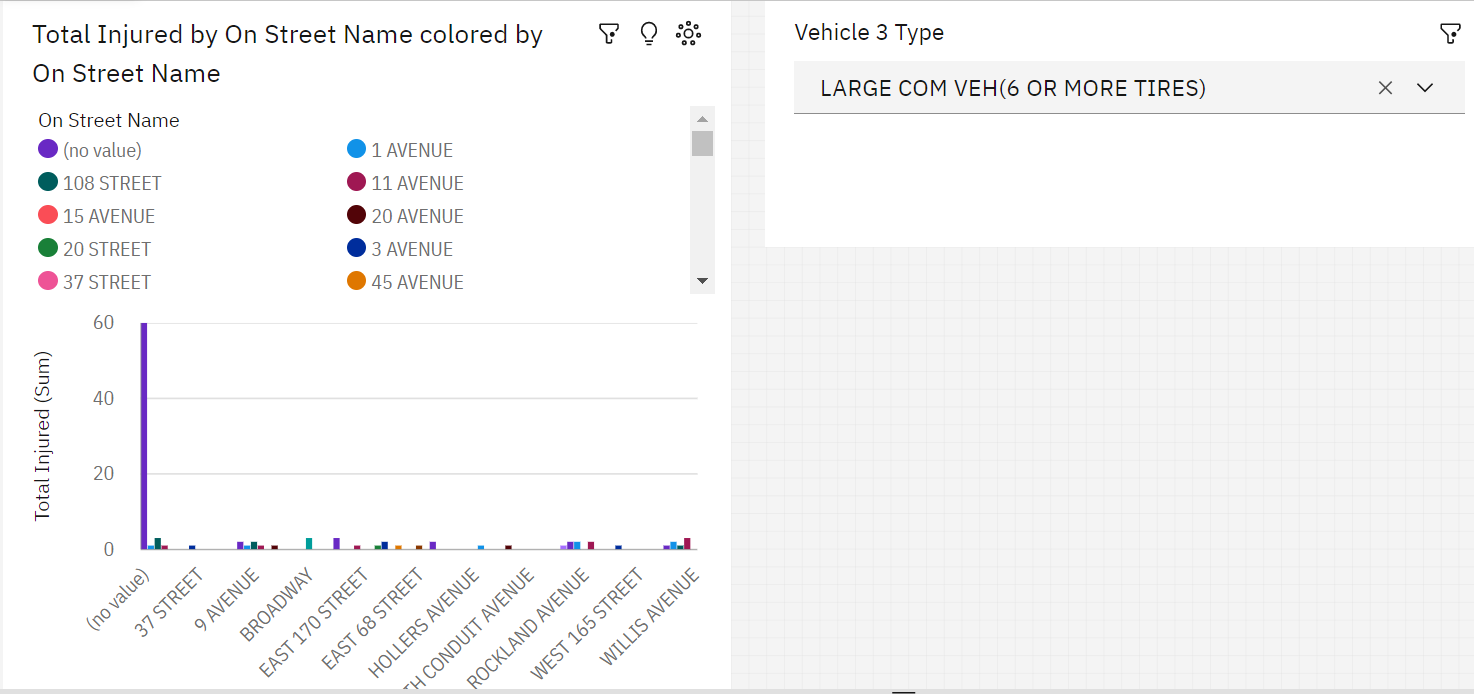 Total Injured by On Street Name colored by
On Street Name
On Street Name
(no value)
1 AVENUE
108 STREET
11 AVENUE
15 AVENUE
20 AVENUE
20 STREET
3 AVENUE
37 STREET
45 AVENUE
Total Injured (Sum)
60
40
20
0
(no value)
37 STREET
9 AVENUE
BROADWAY
EAST 170 STREET
EAST 68 STREET
HOLLERS AVENUE
TH CONDUIT AVENUE
ROCKLAND AVENUE
WEST 165 STREET
WILLIS AVENUE
Vehicle 3 Type
LARGE COM VEH(6 OR MORE TIRES)